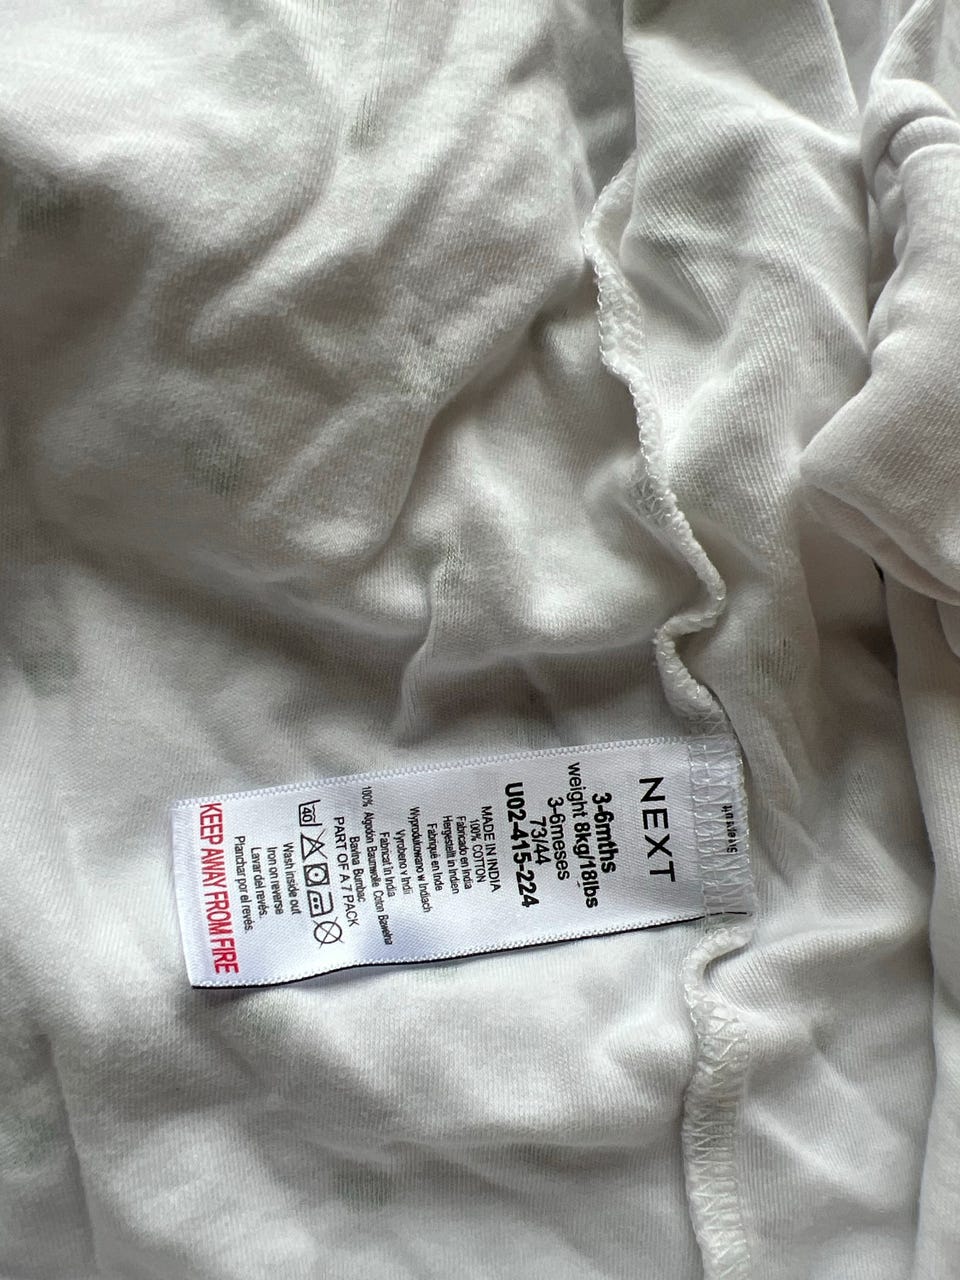 NEXT
3-6mths
weight 8kg/18lbs
3-6meses
73/44
U02-415-224
MADE IN INDIA
100% COTTON
Fabricado en India
Hergestellt in Indien
Fabriqué en Inde
Wyprodukowano w Indiach
Vyrobeno v Indii
Fabricat în India
100% Algodón Baumwolle Coton Bawełna
Bavlna Bumbac
PART OF A 7 PACK
40
Wash inside out
Iron on reverse
Lavar del revés.
Planchar por el revés.
KEEP AWAY FROM FIRE